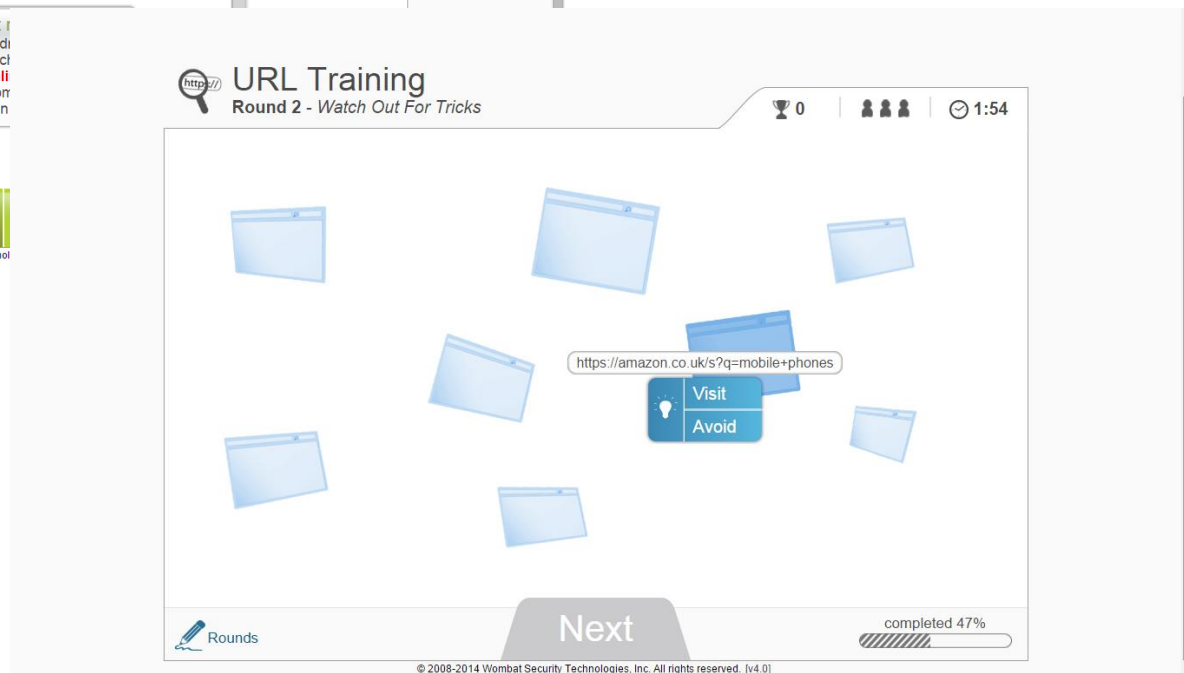 https://
URL Training
Round 2 - Watch Out For Tricks
0
1:54
https://amazon.co.uk/s?q=mobile+phones
Visit
Avoid
Rounds
Next
completed 47%
© 2008-2014 Wombat Security Technologies, Inc. All rights reserved. [v4.0]